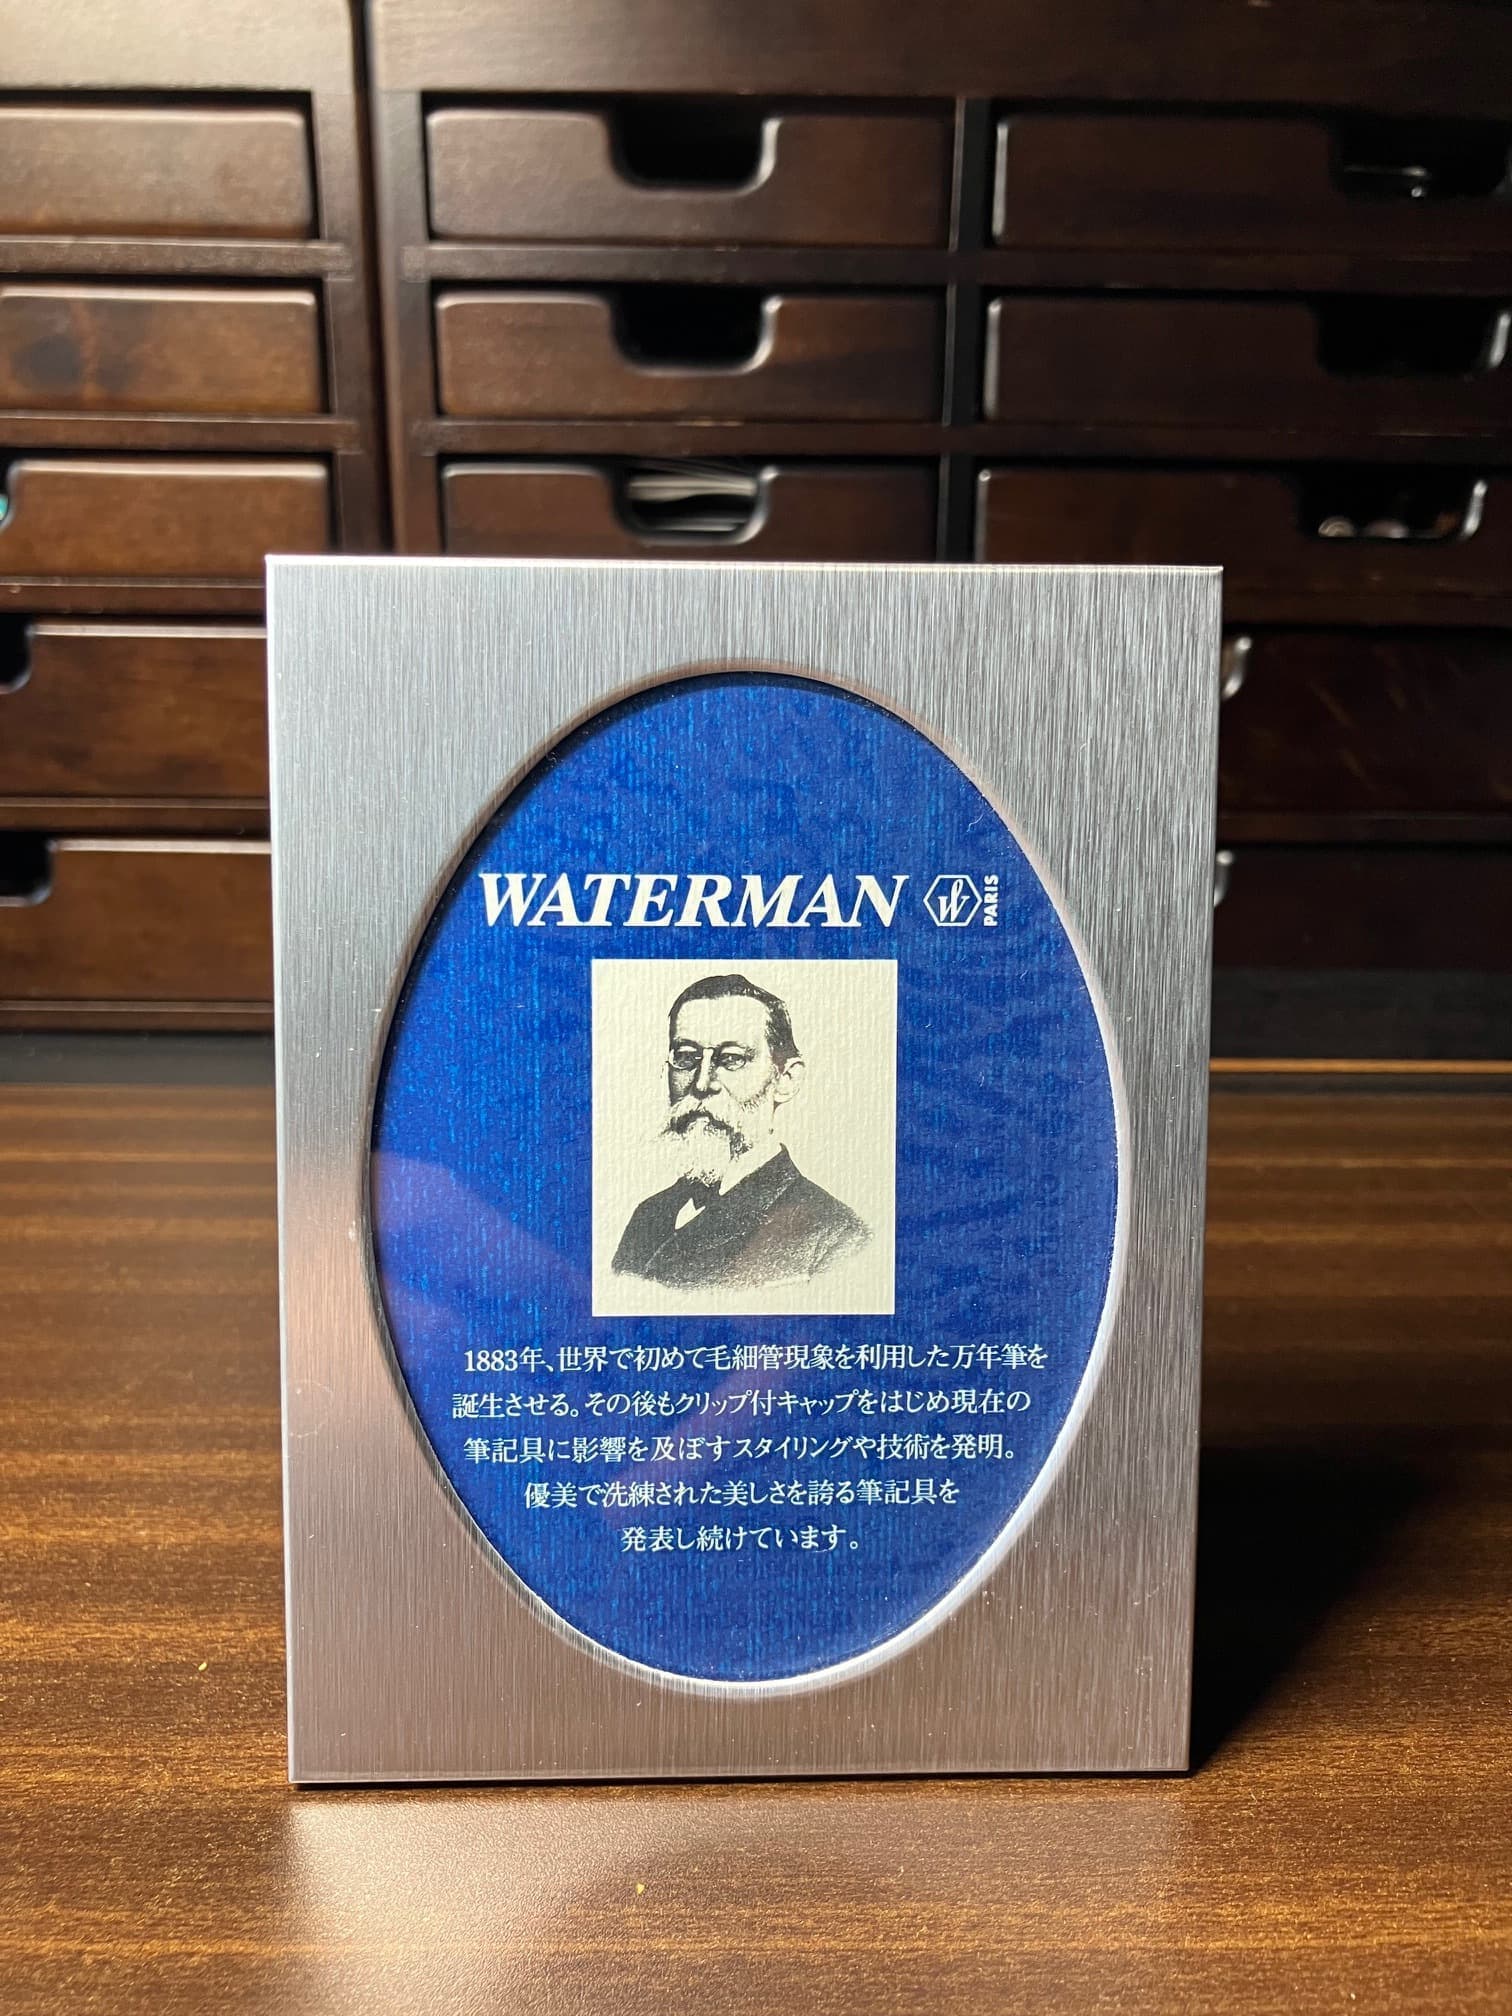 WATERMAN W PARIS
1883年、世界で初めて毛細管現象を利用した万年筆を
誕生させる。その後もクリップ付キャップをはじめ現在の
筆記具に影響を及ぼすスタイリングや技術を発明。
優美で洗練された美しさを誇る筆記具を
発表し続けています。